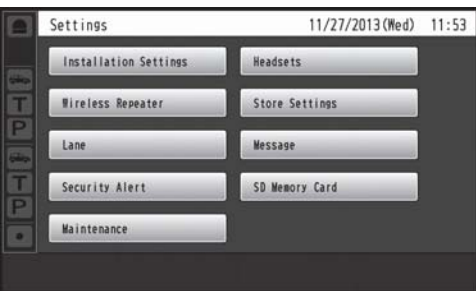 Settings 11/27/2013(Wed) 11:53
Installation Settings Headsets
Wireless Repeater Store Settings
T
P
Lane Message
T
Security Alert SD Memory Card
P
Maintenance